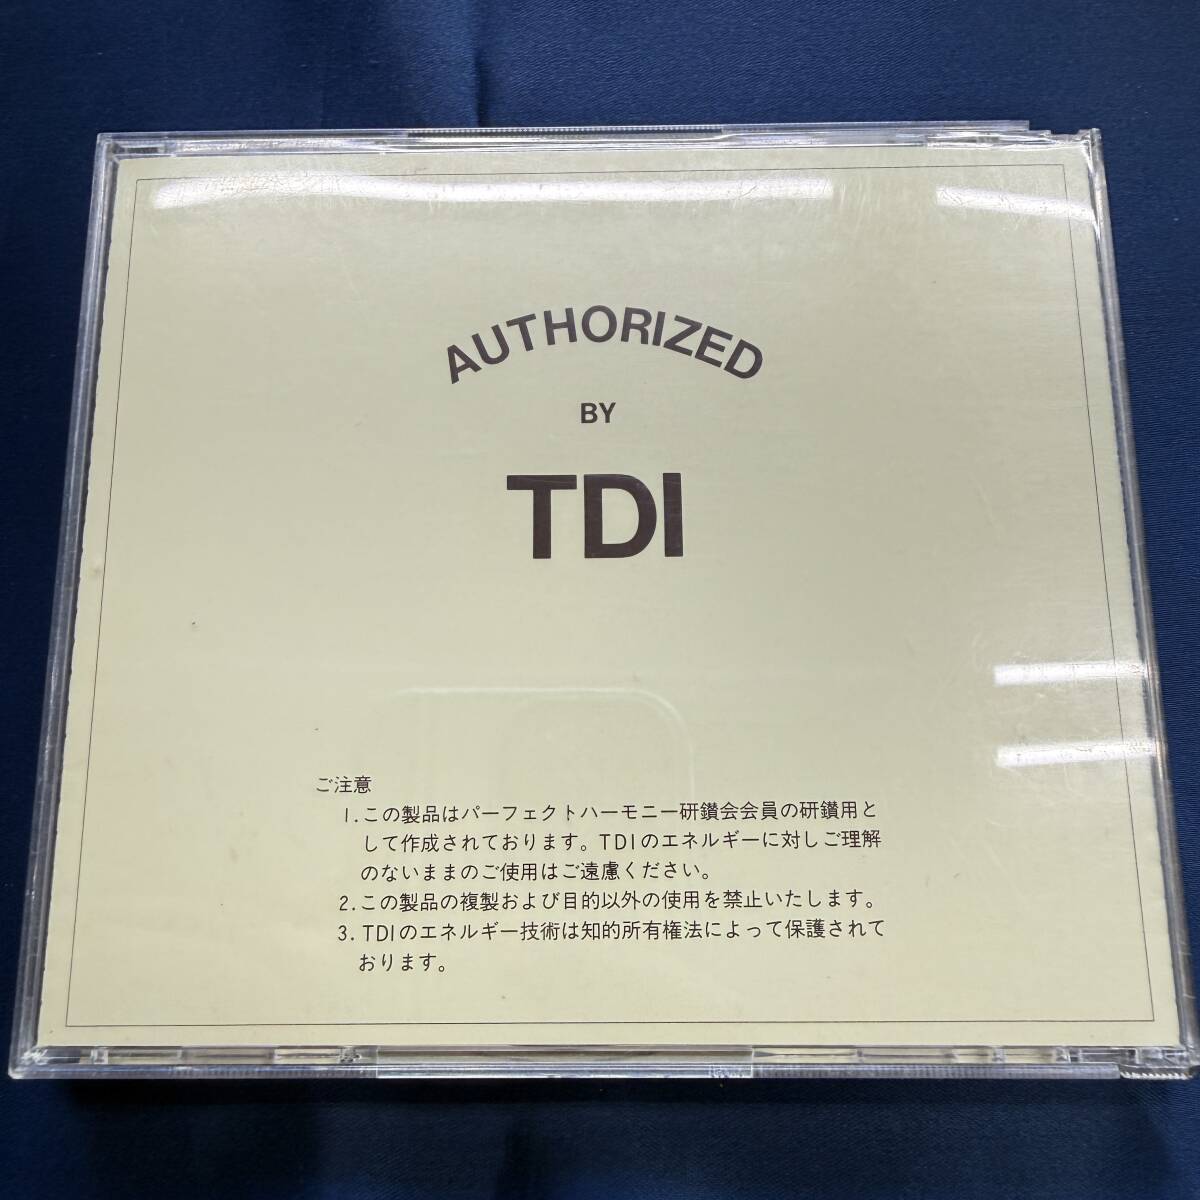 AUTHORIZED
BY
TDI
ご注意
1. この製品はパーフェクトハーモニー研鑽会会員の研鑽用と
して作成されております。TDIのエネルギーに対しご理解
のないままのご使用はご遠慮ください。
2. この製品の複製および目的以外の使用を禁止いたします。
3. TDIのエネルギー技術は知的所有権法によって保護されて
おります。